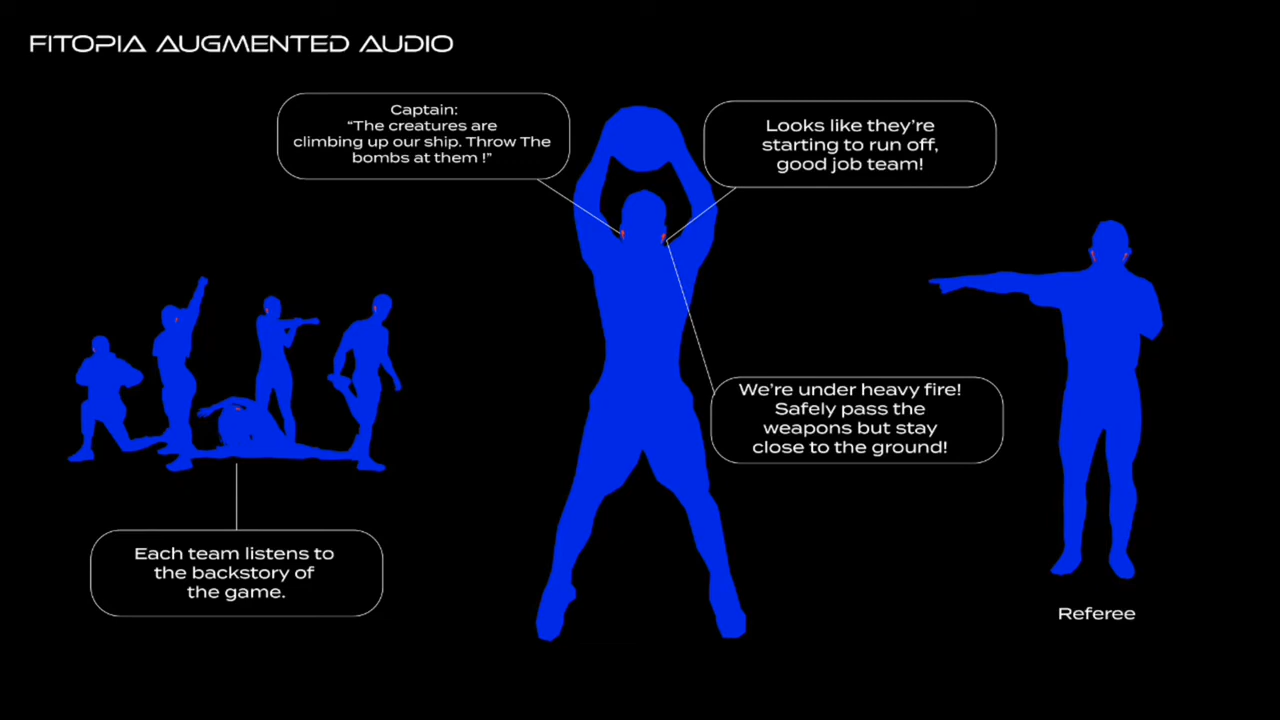 FITOPIA AUGMENTED AUDIO
Captain:
“The creatures are
climbing up our ship. Throw The
bombs at them !”
Looks like they’re
starting to run off,
good job team!
We’re under heavy fire!
Safely pass the
weapons but stay
close to the ground!
Each team listens to
the backstory of
the game.
Referee